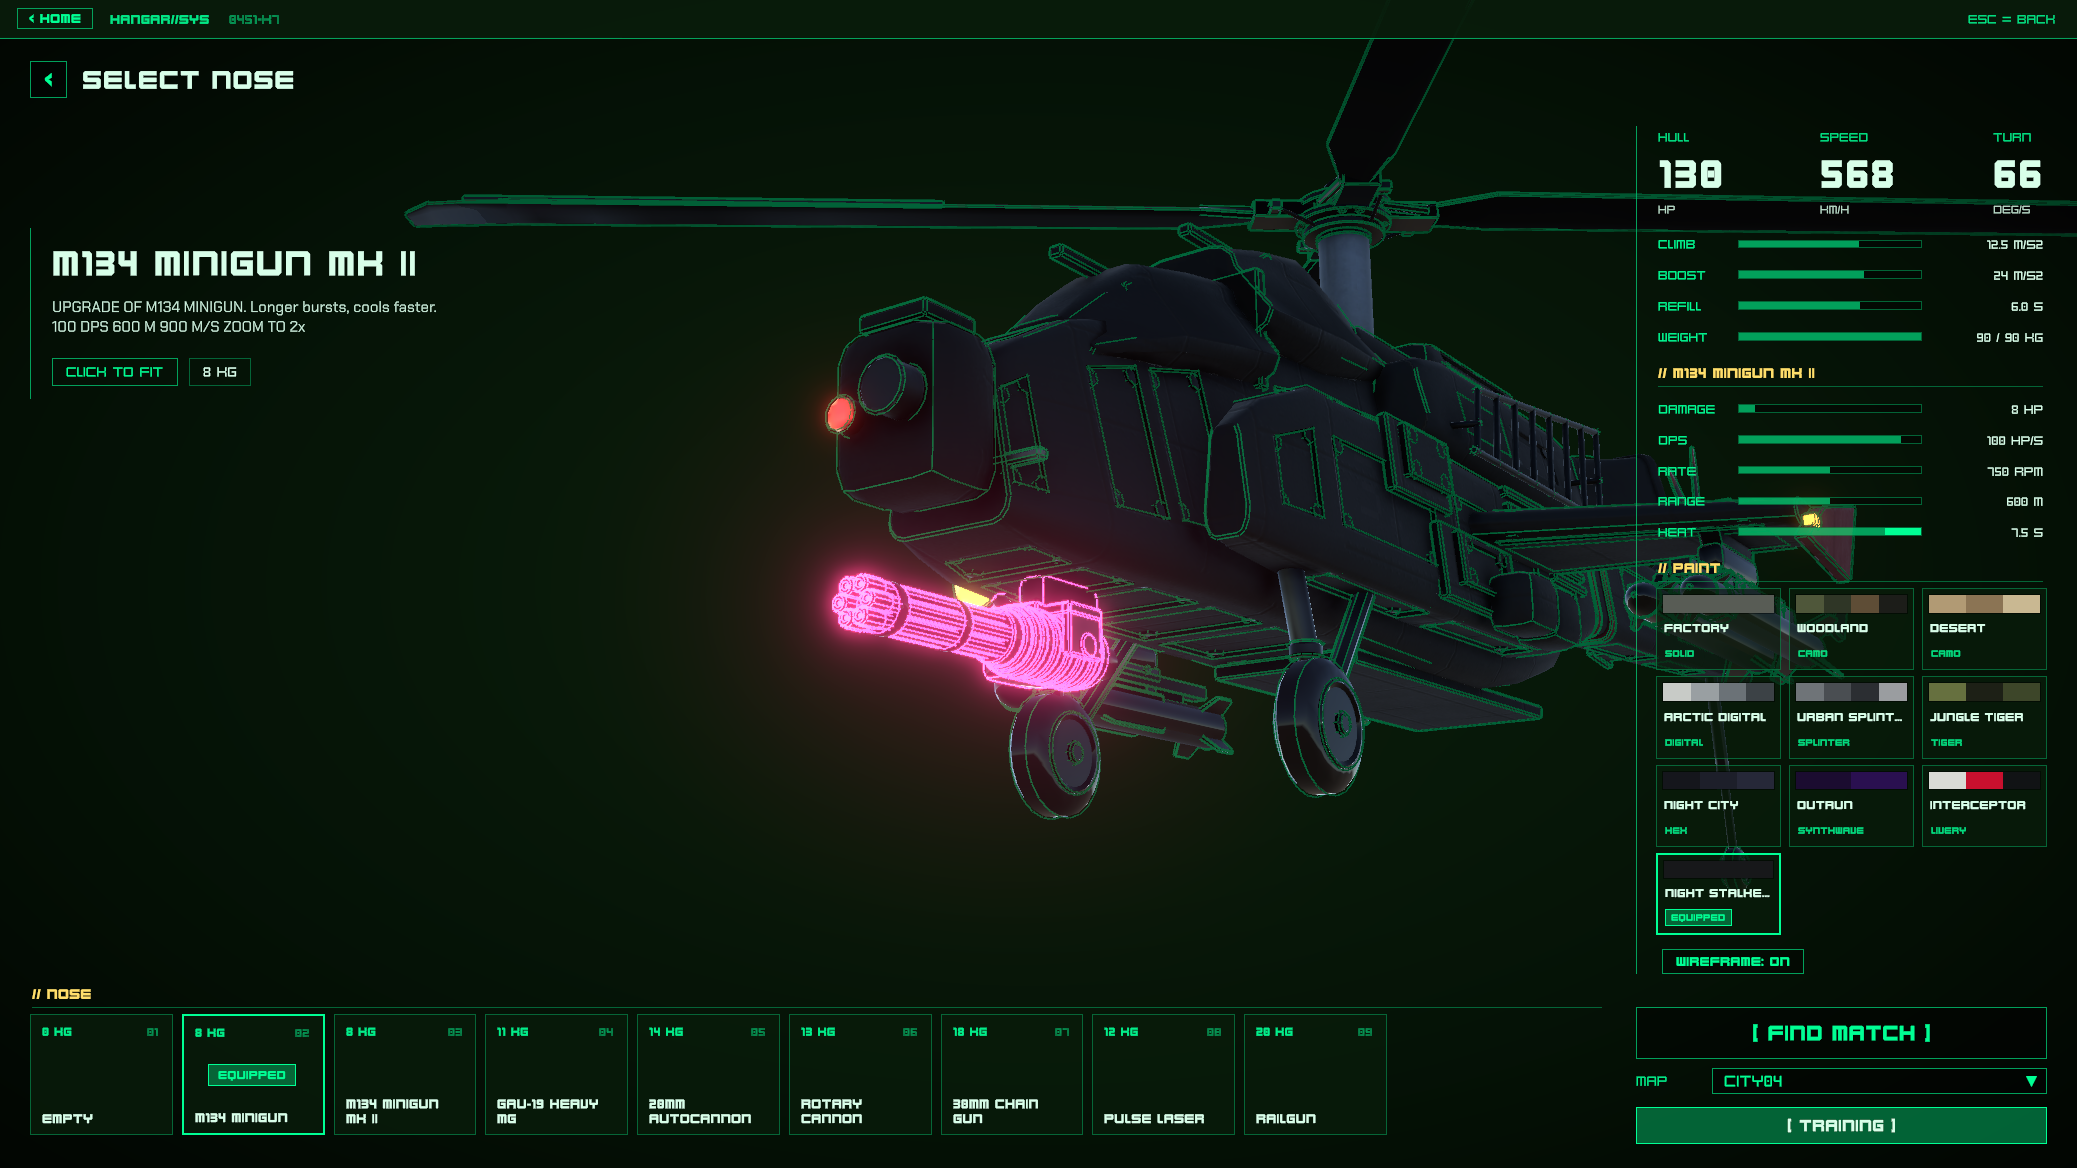 < HOME
HANGAR//SYS
0451-H7
ESC = BACK
<
SELECT NOSE
M134 MINIGUN MK II
UPGRADE OF M134 MINIGUN. Longer bursts, cools faster.
100 DPS 600 M 900 M/S ZOOM TO 2x
CLICK TO FIT
8 KG
HULL
SPEED
TURN
130
568
66
HP
KM/H
DEG/S
CLIMB
12.5 M/S2
BOOST
24 M/S2
REFILL
6.0 S
WEIGHT
90 / 90 KG
// M134 MINIGUN MK II
DAMAGE
8 HP
DPS
100 HP/S
RATE
750 RPM
RANGE
600 M
HEAT
7.5 S
// PAINT
FACTORY
SOLID
WOODLAND
CAMO
DESERT
CAMO
ARCTIC DIGITAL
DIGITAL
URBAN SPLINT...
SPLINTER
JUNGLE TIGER
TIGER
NIGHT CITY
HEX
OUTRUN
SYNTHWAVE
INTERCEPTOR
LIVERY
NIGHT STALKE...
EQUIPPED
WIREFRAME: ON
// NOSE
0 KG
01
EMPTY
8 KG
02
EQUIPPED
M134 MINIGUN
8 KG
03
M134 MINIGUN
MK II
11 KG
04
GAU-19 HEAVY
MG
14 KG
05
20MM
AUTOCANNON
13 KG
06
ROTARY
CANNON
18 KG
07
30MM CHAIN
GUN
12 KG
08
PULSE LASER
20 KG
09
RAILGUN
[ FIND MATCH ]
MAP
CITY04
[ TRAINING ]